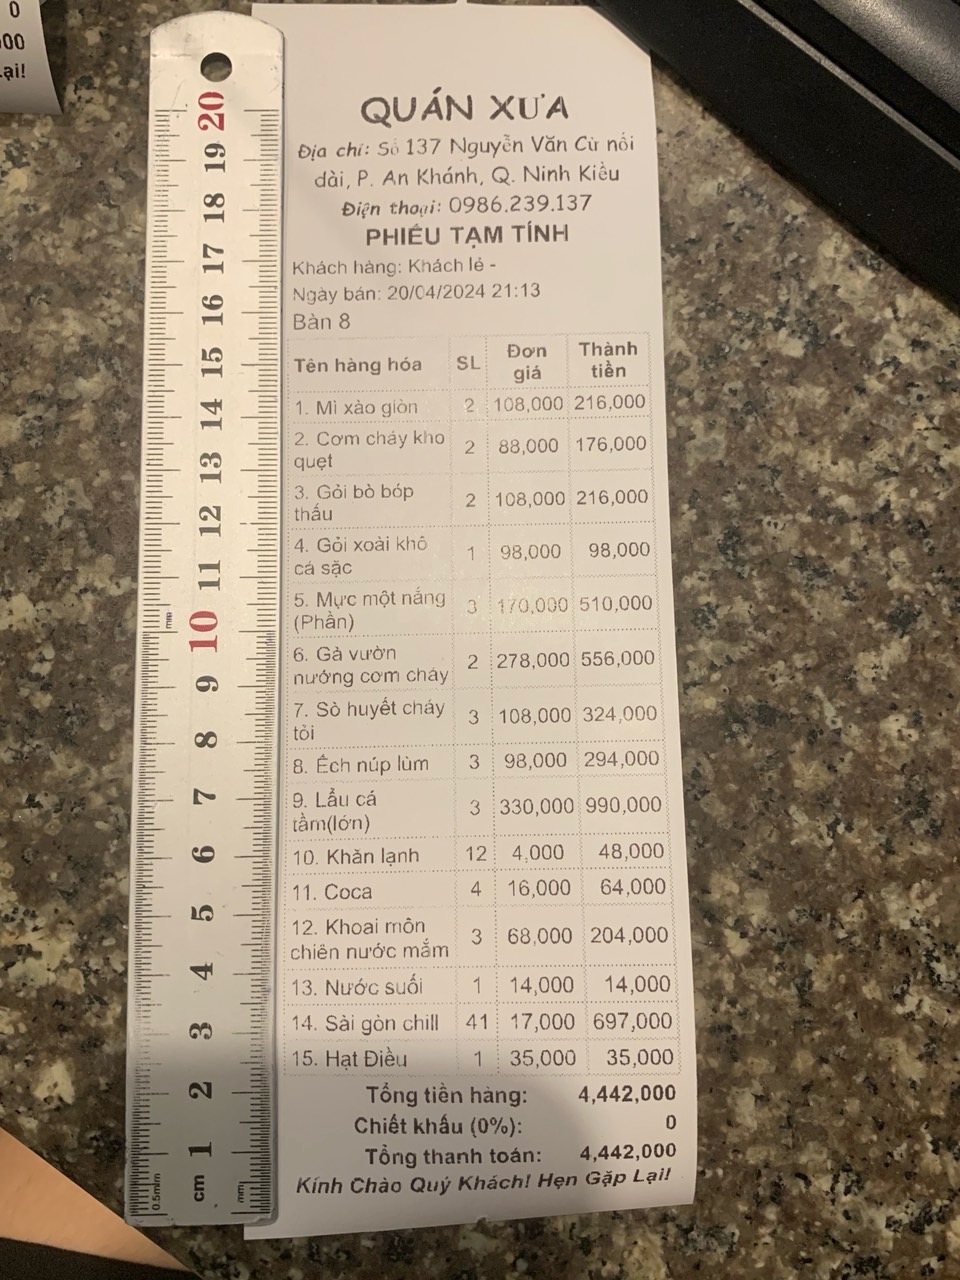 0
00
ại!
QUÁN XƯA
Địa chỉ: Số 137 Nguyễn Văn Cừ nối
dài, P. An Khánh, Q. Ninh Kiều
Điện thoại: 0986.239.137
PHIẾU TẠM TÍNH
Khách hàng: Khách lẻ -
Ngày bán: 20/04/2024 21:13
Bàn 8
Tên hàng hóa SL Đơn giá Thành tiền
1. Mì xào giòn 2 108,000 216,000
2. Cơm cháy kho 2 88,000 176,000
quẹt
3. Gỏi bò bóp 2 108,000 216,000
thấu
4. Gỏi xoài khô 1 98,000 98,000
cá sặc
5. Mực một nắng 3 170,000 510,000
(Phần)
6. Gà vườn 2 278,000 556,000
nướng cơm cháy
7. Sò huyết cháy 3 108,000 324,000
tỏi
8. Ếch núp lùm 3 98,000 294,000
9. Lẩu cá 3 330,000 990,000
tầm(lớn)
10. Khăn lạnh 12 4,000 48,000
11. Coca 4 16,000 64,000
12. Khoai môn 3 68,000 204,000
chiên nước mắm
13. Nước suối 1 14,000 14,000
14. Sài gòn chill 41 17,000 697,000
15. Hạt Điều 1 35,000 35,000
Tổng tiền hàng: 4,442,000
Chiết khấu (0%): 0
Tổng thanh toán: 4,442,000
Kính Chào Quý Khách! Hẹn Gặp Lại!
20
19
18
17
16
15
14
13
12
11
mm
10
9
8
7
6
5
4
3
2
1
0.5mm cm mm